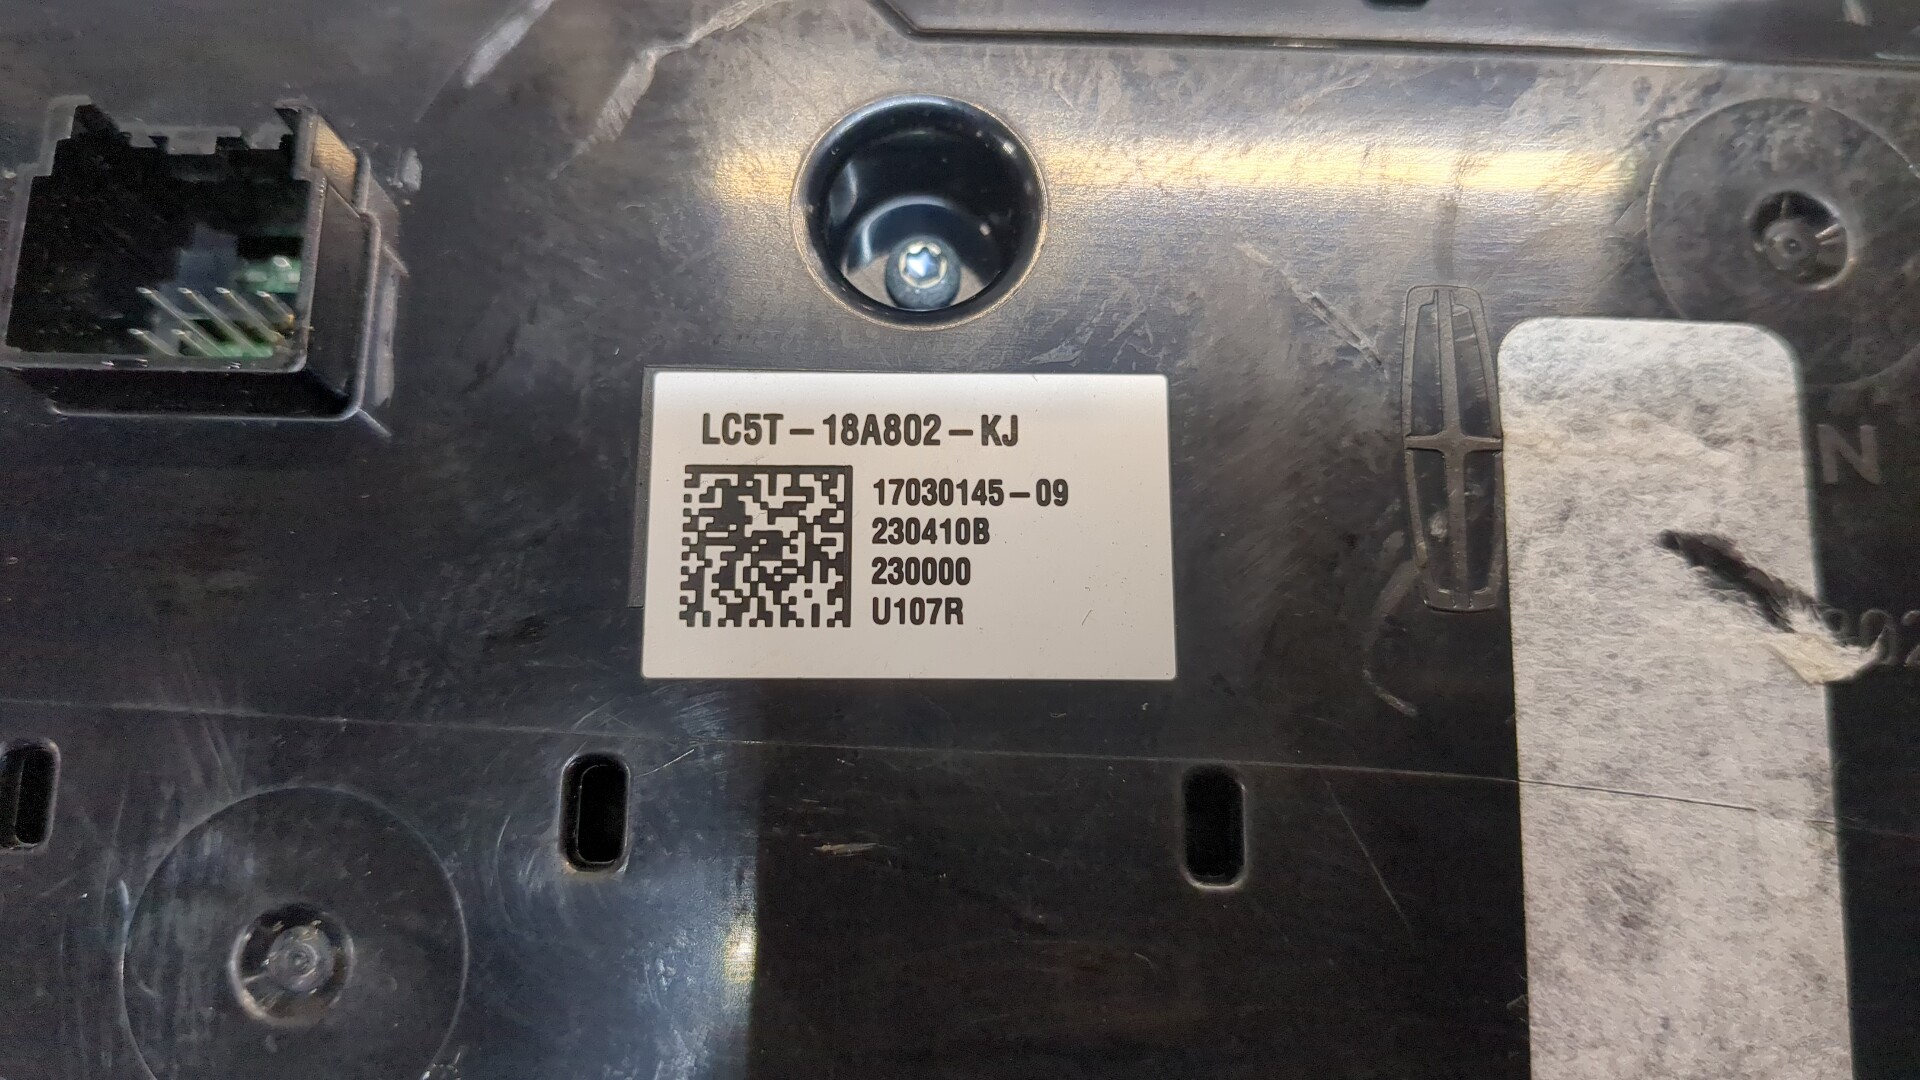 LC5T-18A802-KJ
17030145-09
230410B
230000
U107R
N